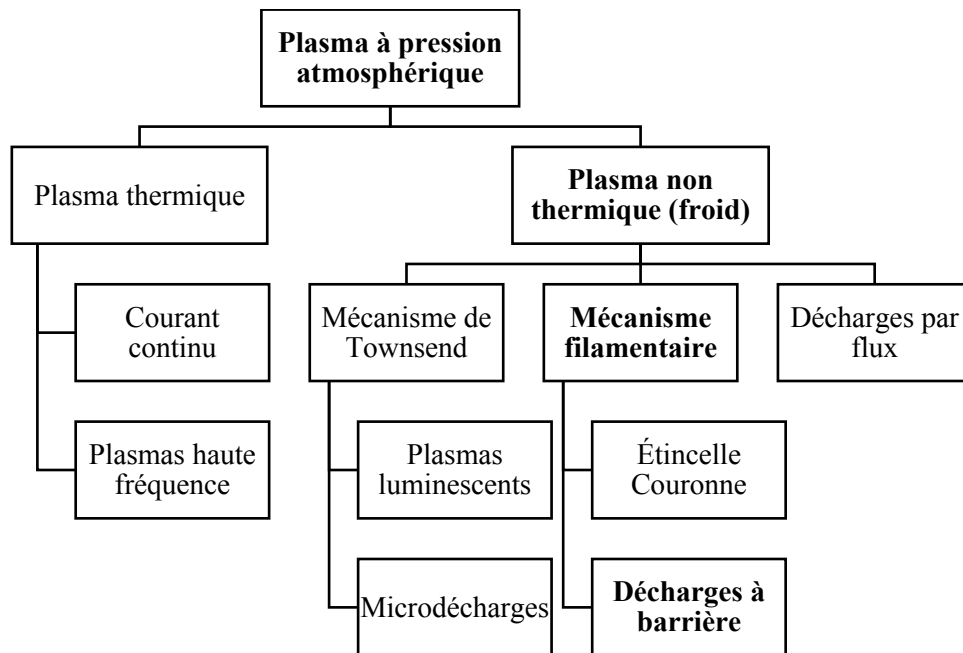 Plasma à pression
atmosphérique
Plasma thermique
Plasma non
thermique (froid)
Courant
continu
Mécanisme de
Townsend
Mécanisme
filamentaire
Décharges par
flux
Plasmas haute
fréquence
Plasmas
luminescents
Étincelle
Couronne
Microdécharges
Décharges à
barrière